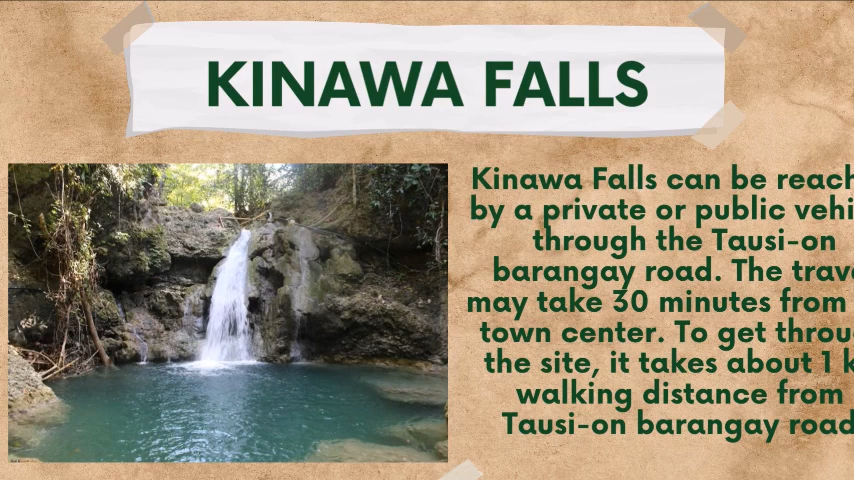 KINAWA FALLS
Kinawa Falls can be reach
by a private or public vehi
through the Tausi-on
barangay road. The trav
may take 30 minutes from
town center. To get throu
the site, it takes about 1 k
walking distance from
Tausi-on barangay road